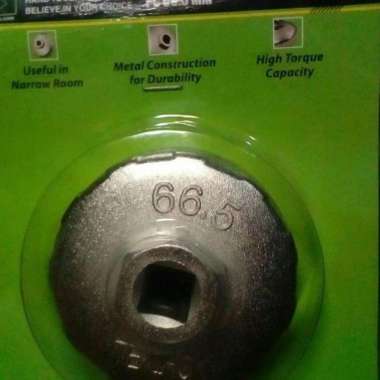 BELIEVE IN YOUR CHOICE
Useful in
Narrow Room
Metal Construction
for Durability
High Torque
Capacity
66.5